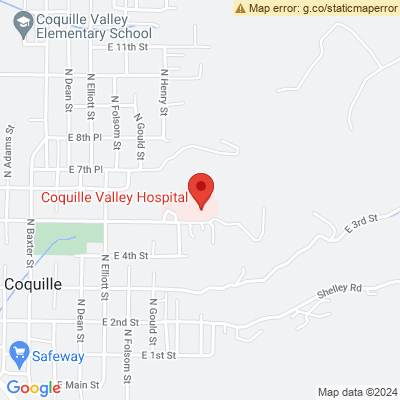 Map error: g.co/staticmaperror
Coquille Valley
Elementary School
E 11th St
N Dean St
N Elliott St
N Folsom St
N Henry St
N Gould St
E 8th Pl
N Adams St
E 7th Pl
Coquille Valley Hospital
N Baxter St
E 3rd St
E 4th St
N Elliott St
Coquille
Shelley Rd
N Dean St
E 2nd St
N Gould St
N Folsom St
Safeway
E 1st St
E Main St
Google
Map data ©2024